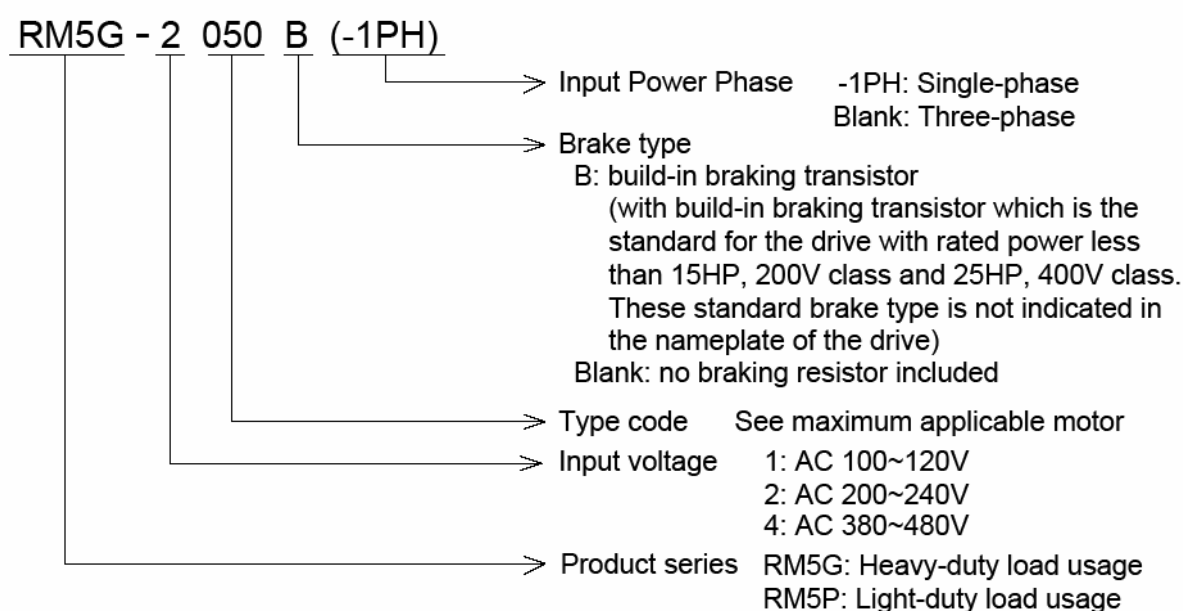 RM5G - 2 050 B (-1PH)
Input Power Phase -1PH: Single-phase
Blank: Three-phase
Brake type
B: build-in braking transistor
(with build-in braking transistor which is the
standard for the drive with rated power less
than 15HP, 200V class and 25HP, 400V class.
These standard brake type is not indicated in
the nameplate of the drive)
Blank: no braking resistor included
Type code See maximum applicable motor
Input voltage 1: AC 100~120V
2: AC 200~240V
4: AC 380~480V
Product series RM5G: Heavy-duty load usage
RM5P: Light-duty load usage